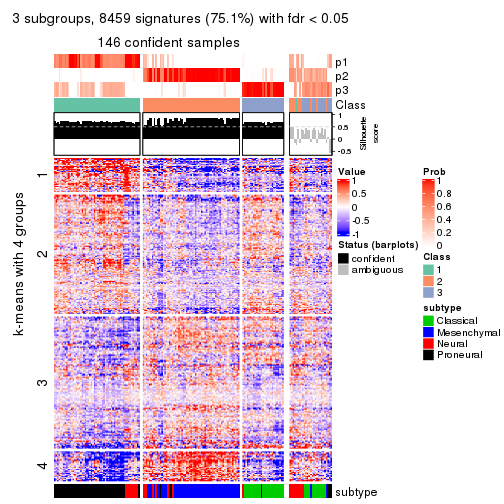 3 subgroups, 8459 signatures (75.1%) with fdr < 0.05
146 confident samples
p1
p2
p3
Class
1
0.5
0
-0.5
Silhouette
score
k-means with 4 groups
1
2
3
4
Value
1
0.5
0
-0.5
-1
Prob
1
0.8
0.6
0.4
0.2
0
Status (barplots)
confident
ambiguous
Class
1
2
3
subtype
Classical
Mesenchymal
Neural
Proneural
subtype